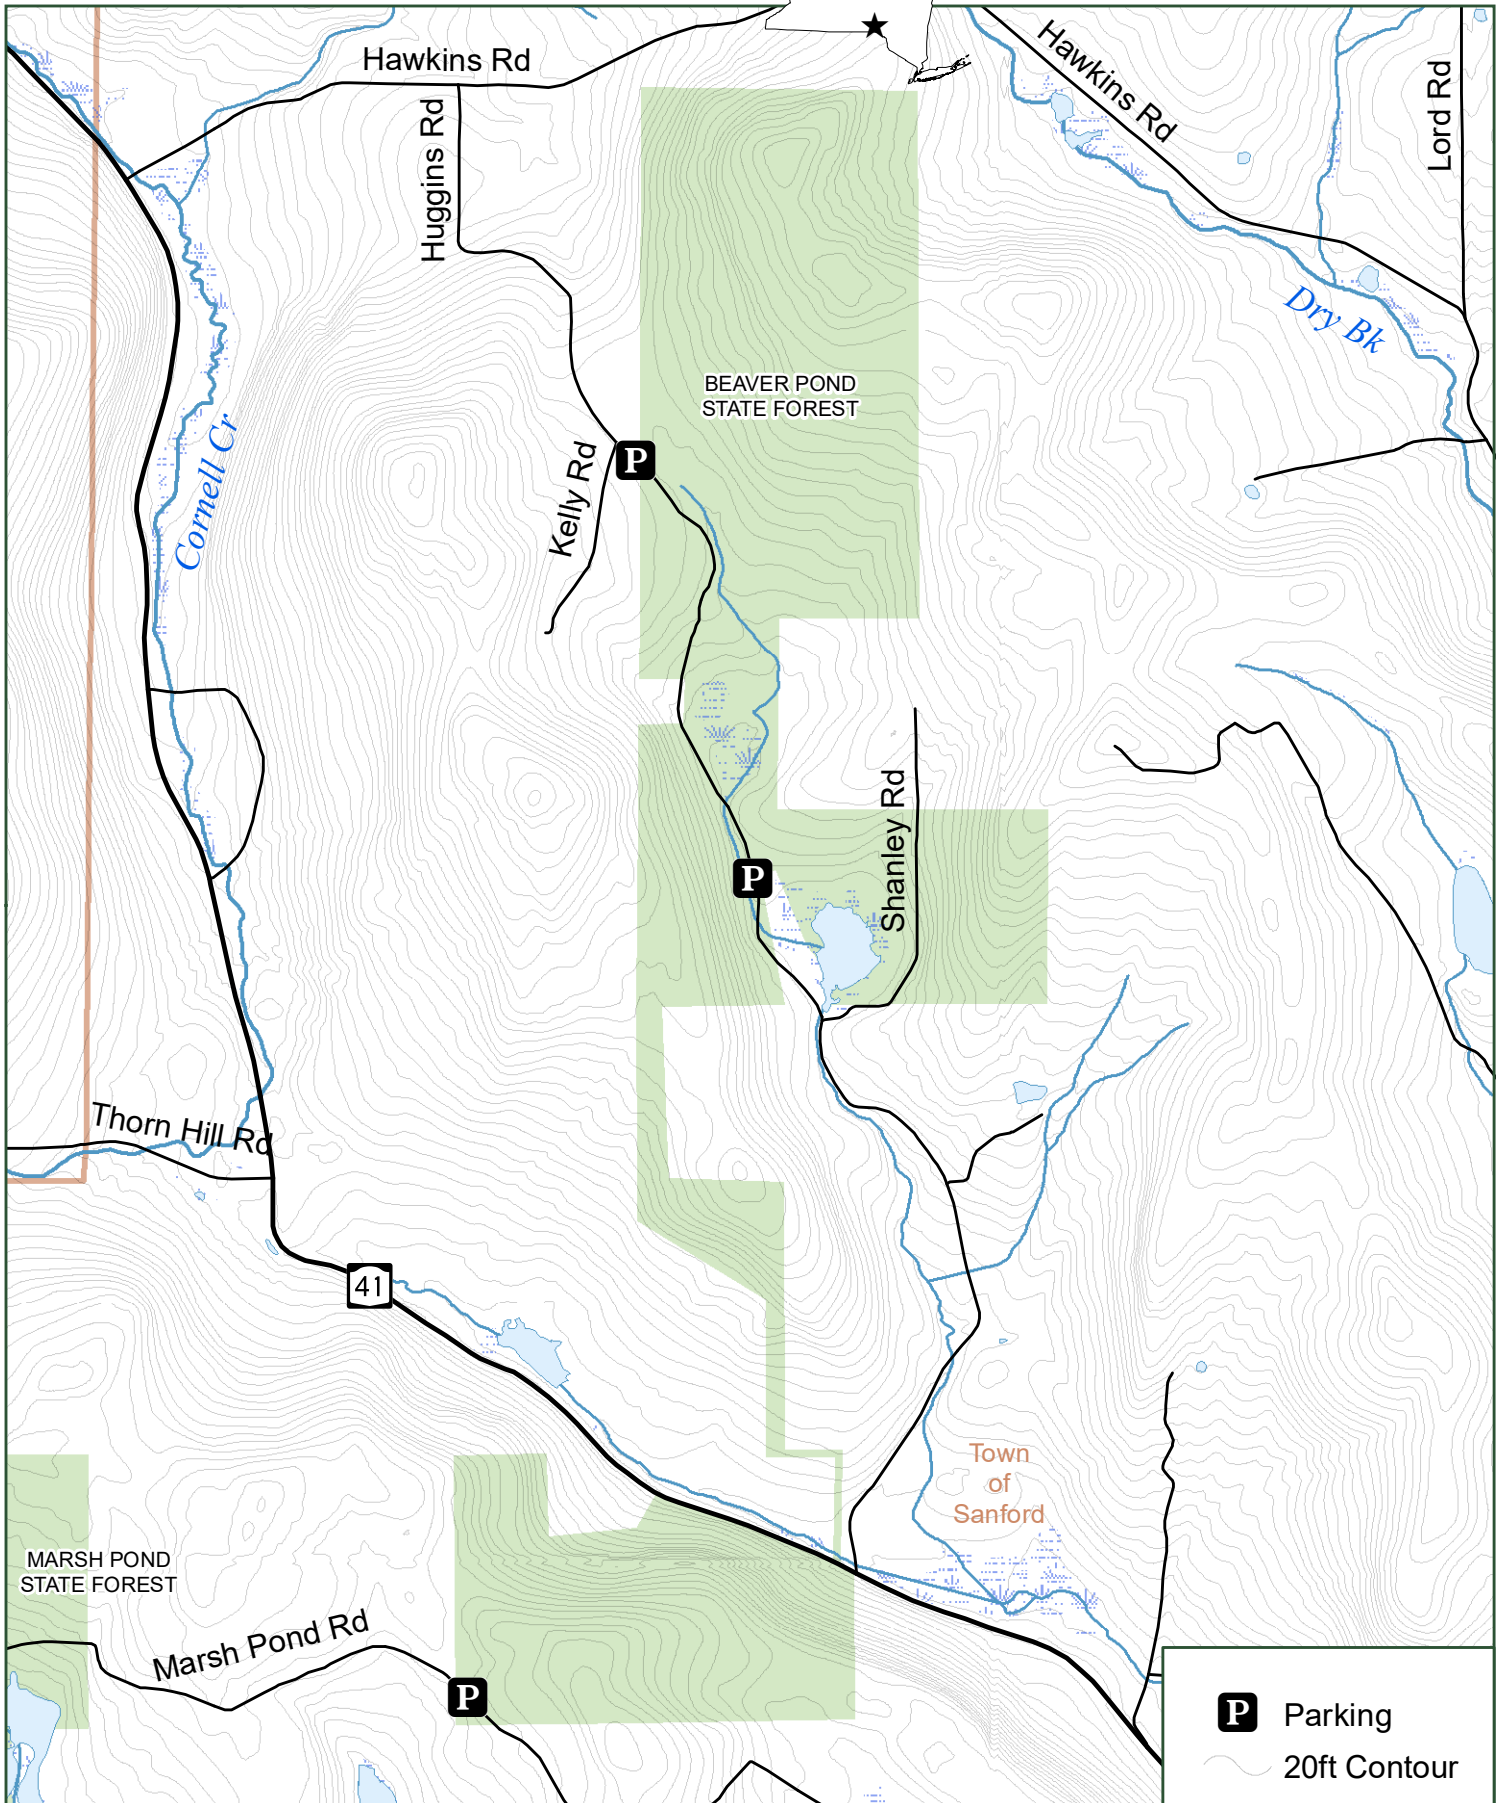 Hawkins Rd
Hawkins Rd
Lord Rd
Huggins Rd
Dry Bk
BEAVER POND
STATE FOREST
Cornell Cr
Kelly Rd
P
Shanley Rd
P
Thorn Hill Rd
41
Town
of
Sanford
MARSH POND
STATE FOREST
Marsh Pond Rd
P
P Parking
20ft Contour